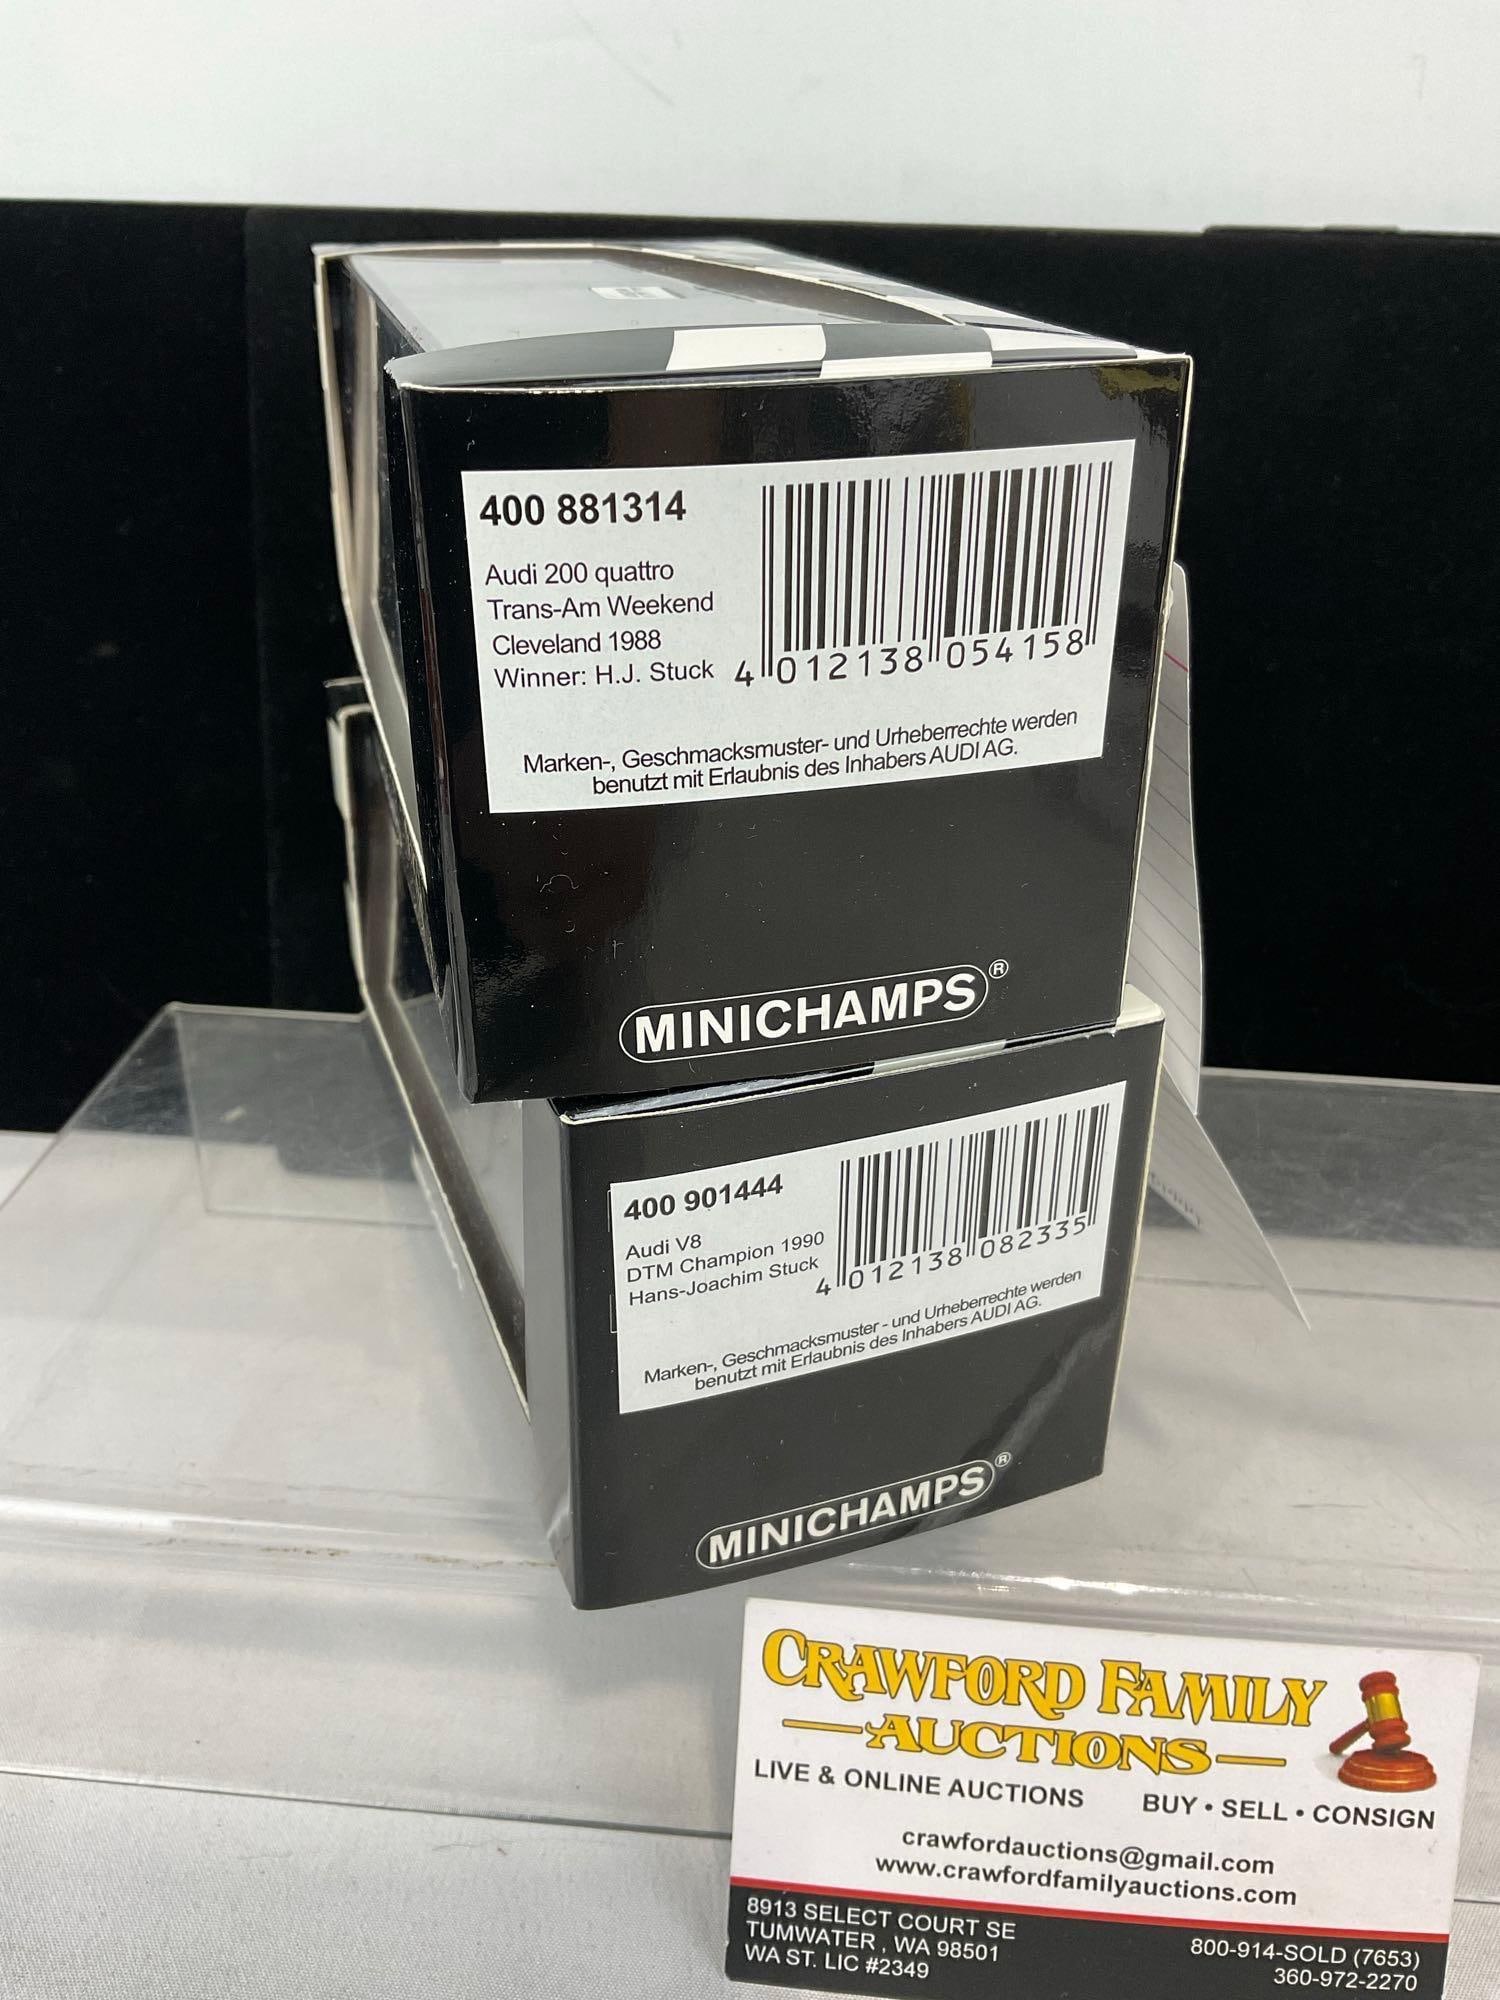 400 881314
Audi 200 quattro
Trans-Am Weekend
Cleveland 1988
Winner: H.J. Stuck
4 012138 054158
Marken-, Geschmacksmuster- und Urheberrechte werden
benutzt mit Erlaubnis des Inhabers AUDI AG.
MINICHAMPS®
400 901444
Audi V8
DTM Champion 1990
Hans-Joachim Stuck
4 012138 082335
Marken-, Geschmacksmuster - und Urheberrechte werden
benutzt mit Erlaubnis des Inhabers AUDI AG.
MINICHAMPS®
CRAWFORD FAMILY
AUCTIONS
LIVE & ONLINE AUCTIONS BUY • SELL • CONSIGN
crawfordauctions@gmail.com
www.crawfordfamilyauctions.com
8913 SELECT COURT SE
TUMWATER , WA 98501
WA ST. LIC #2349
800-914-SOLD (7653)
360-972-2270